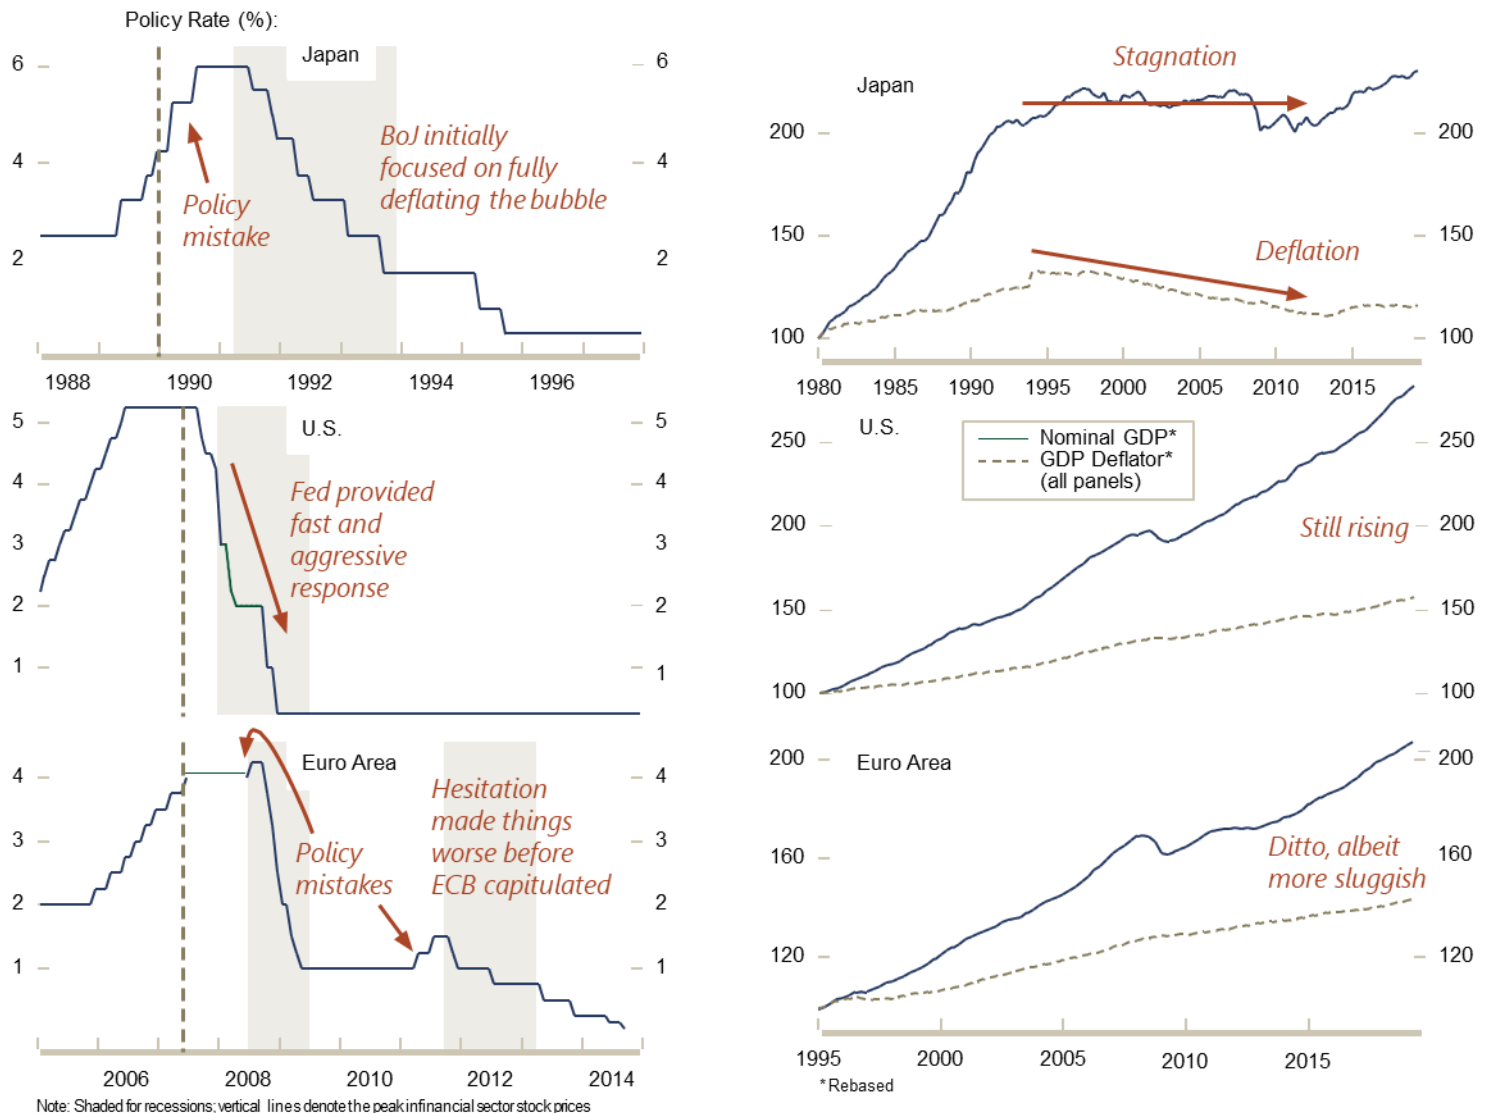 Policy Rate (%):
Japan
6
6
4
4
2
2
Policy
mistake
BoJ initially
focused on fully
deflating the bubble
1988
1990
1992
1994
1996
U.S.
5
5
4
4
3
3
2
2
1
1
Fed provided
fast and
aggressive
response
Euro Area
4
4
3
3
2
2
1
1
Policy
mistakes
Hesitation
made things
worse before
ECB capitulated
2006
2008
2010
2012
2014
Note: Shaded for recessions; vertical lines denote the peak in financial sector stock prices
Japan
Stagnation
Deflation
200
200
150
150
100
100
1980
1985
1990
1995
2000
2005
2010
2015
U.S.
Nominal GDP*
GDP Deflator*
(all panels)
250
250
200
200
150
150
100
100
Still rising
Euro Area
200
200
160
160
120
120
Ditto, albeit
more sluggish
1995
2000
2005
2010
2015
*Rebased